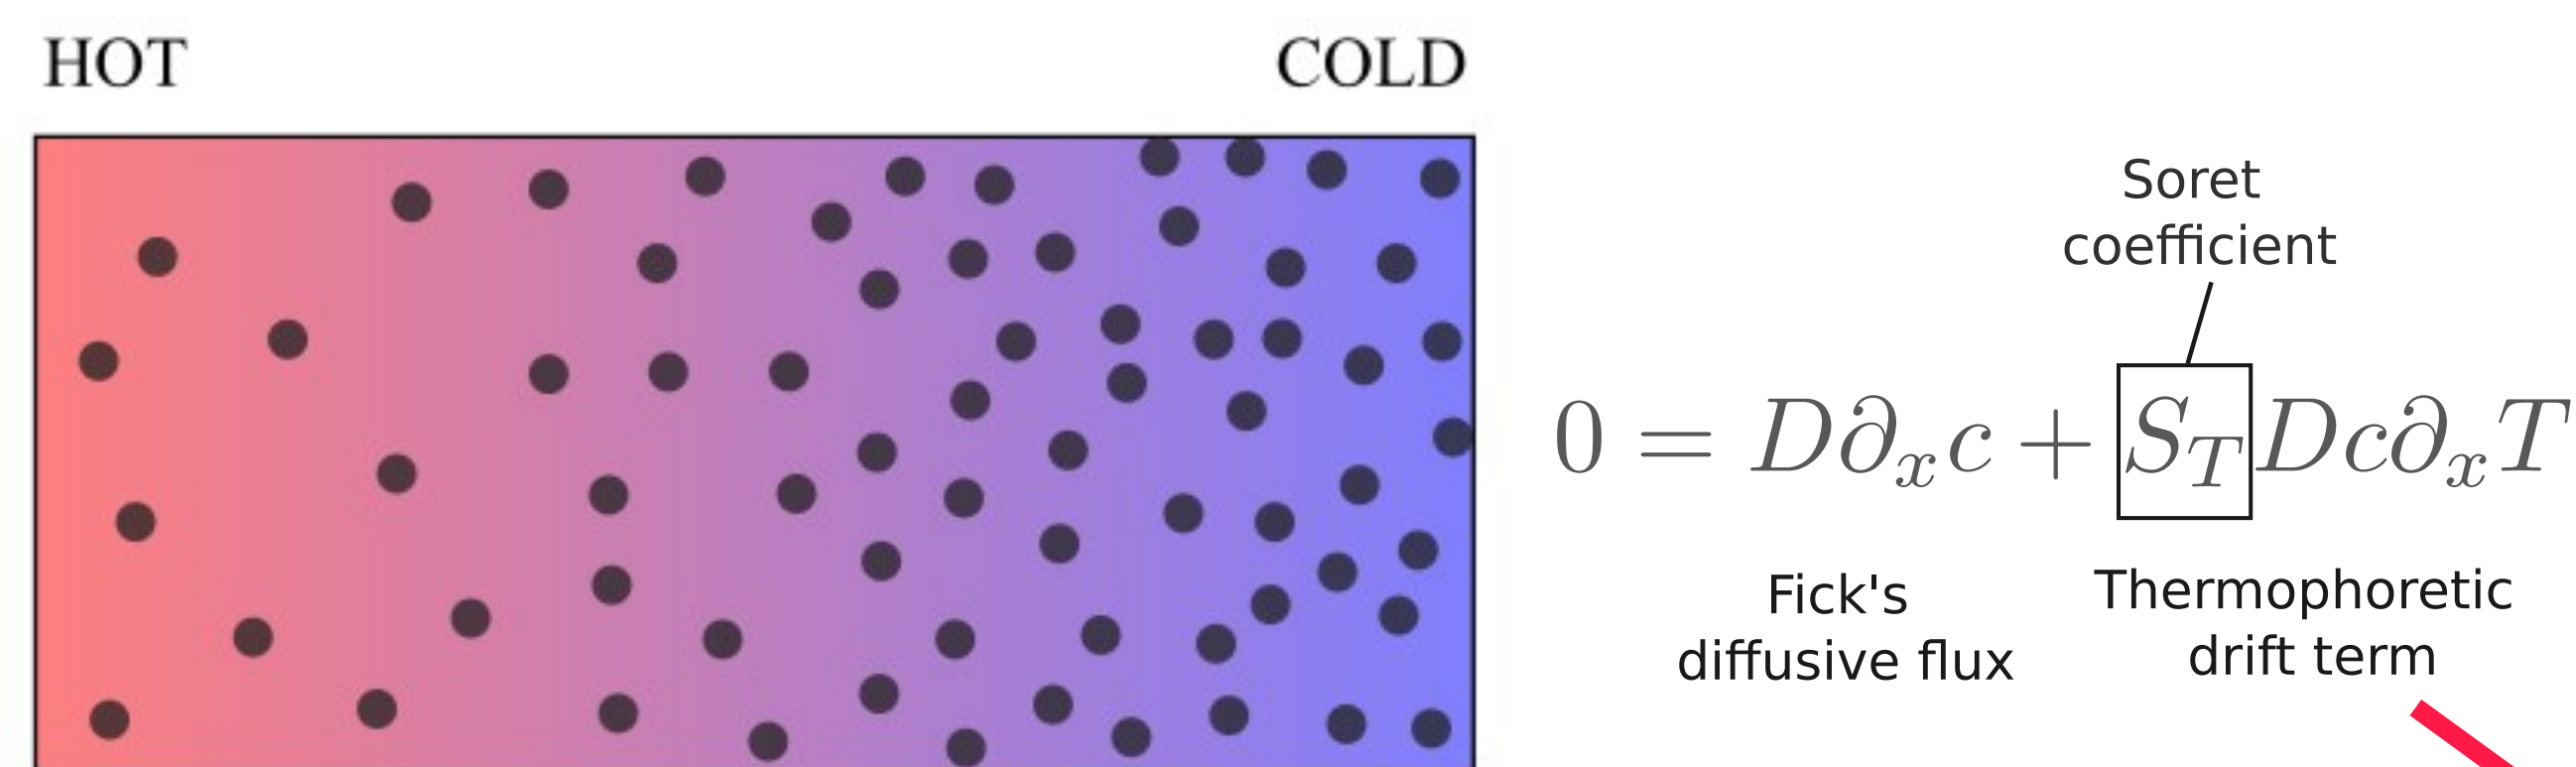 HOT
COLD
Soret
coefficient
0 = D∂ₓc + S_T Dc∂ₓT
Fick's
diffusive flux
Thermophoretic
drift term